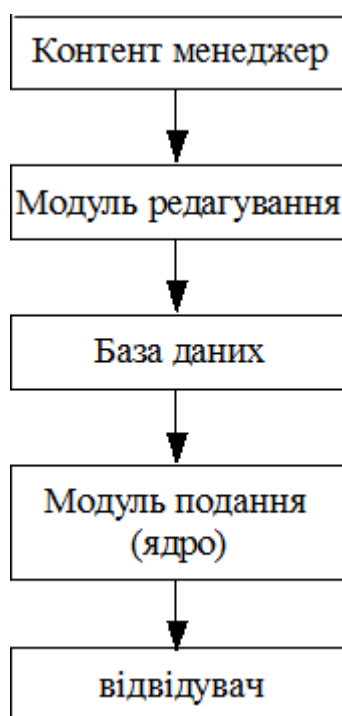 Контент менеджер
Модуль редагування
База даних
Модуль подання
(ядро)
відвідувач